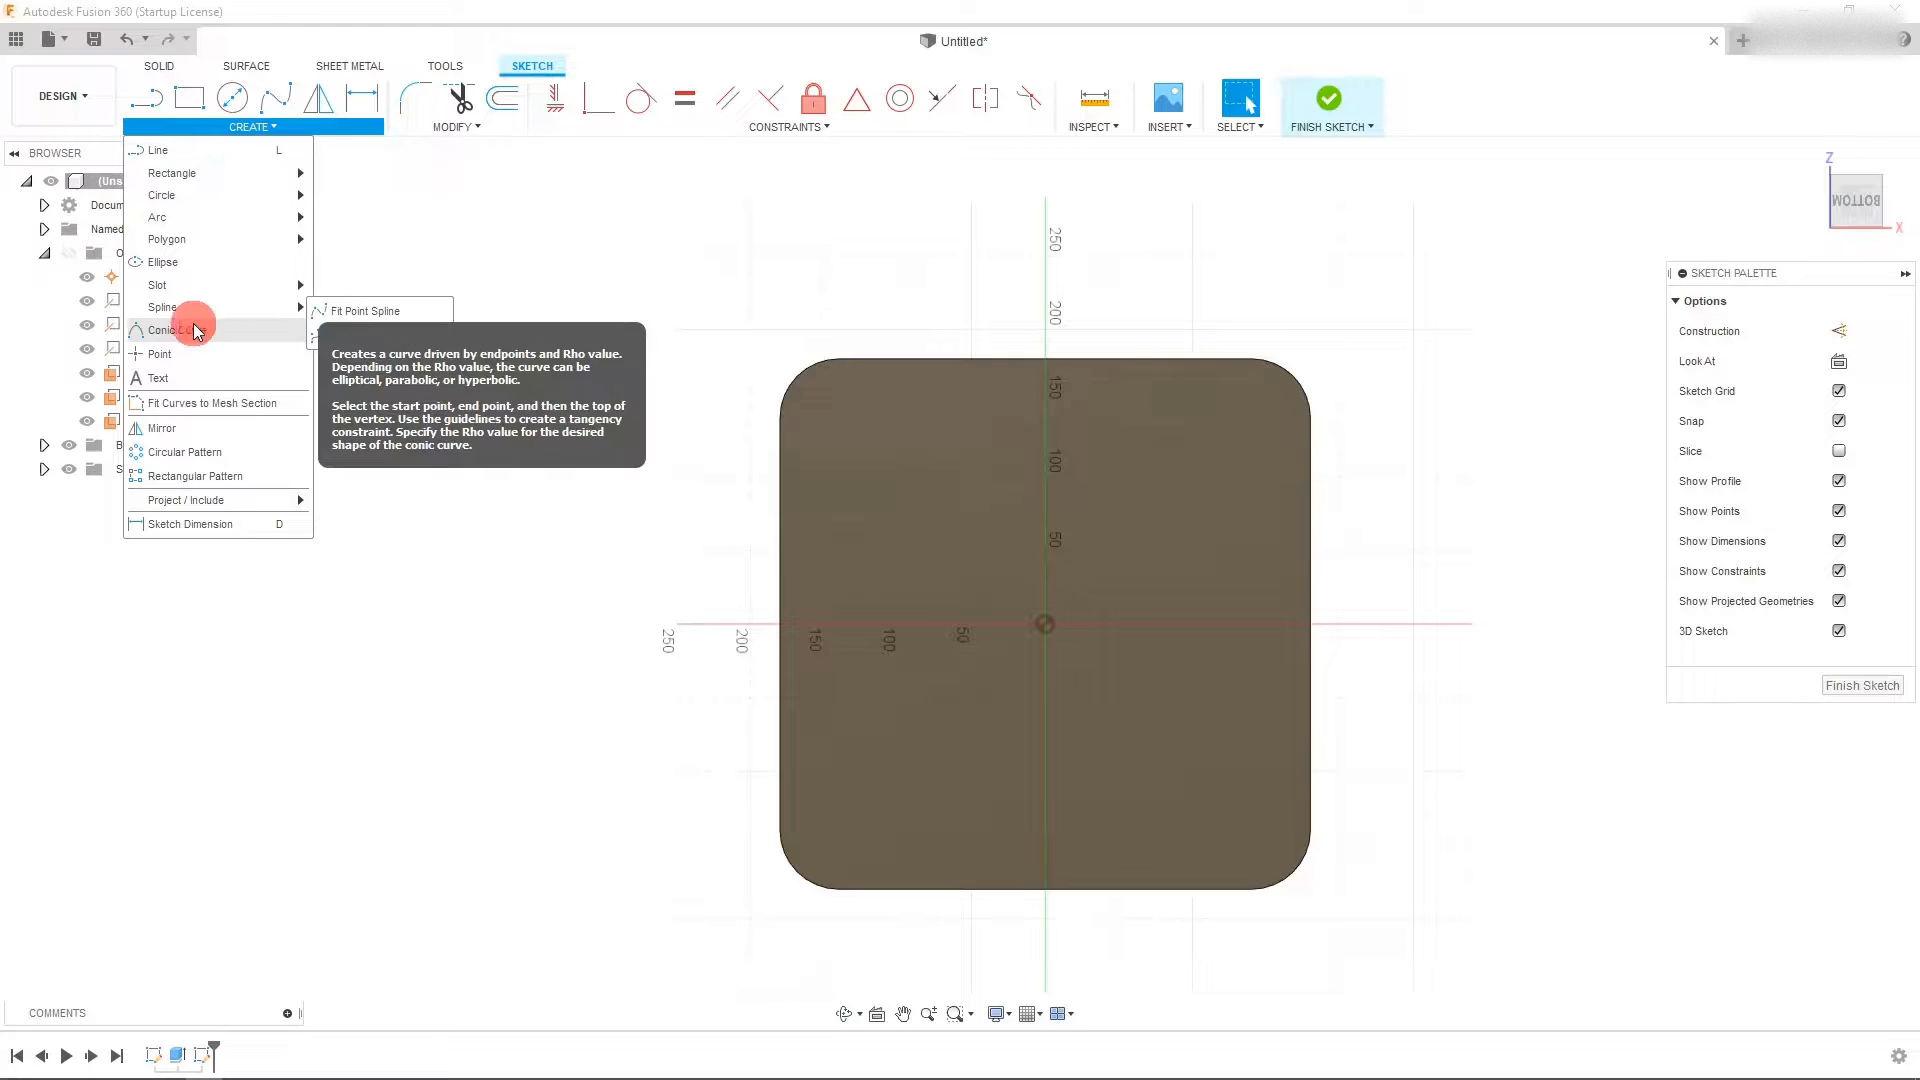 Autodesk Fusion 360 (Startup License)
Untitled*
SOLID
SURFACE
SHEET METAL
TOOLS
SKETCH
DESIGN
CREATE
MODIFY
CONSTRAINTS
INSPECT
INSERT
SELECT
FINISH SKETCH
BROWSER
(Uns
Docum
Named
O
B
S
Line L
Rectangle
Circle
Arc
Polygon
Ellipse
Slot
Spline
Conic Curve
Point
Text
Fit Curves to Mesh Section
Mirror
Circular Pattern
Rectangular Pattern
Project / Include
Sketch Dimension D
Fit Point Spline
Creates a curve driven by endpoints and Rho value.
Depending on the Rho value, the curve can be
elliptical, parabolic, or hyperbolic.
Select the start point, end point, and then the top of
the vertex. Use the guidelines to create a tangency
constraint. Specify the Rho value for the desired
shape of the conic curve.
250
200
150
100
50
250
200
150
100
50
Z
BOTTOM
X
SKETCH PALETTE
Options
Construction
Look At
Sketch Grid
Snap
Slice
Show Profile
Show Points
Show Dimensions
Show Constraints
Show Projected Geometries
3D Sketch
Finish Sketch
COMMENTS